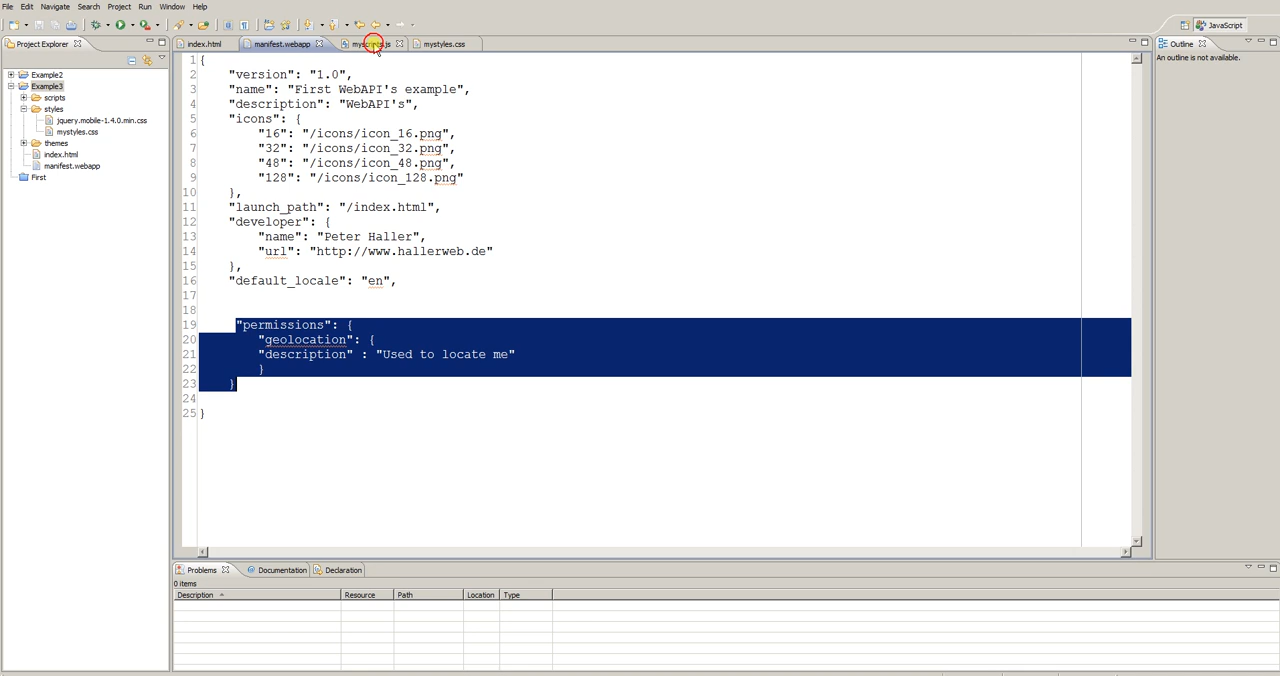 File Edit Navigate Search Project Run Window Help
JavaScript
Project Explorer
index.html manifest.webapp myscripts.js mystyles.css
Outline
An outline is not available.
Example2
Example3
scripts
styles
jquery.mobile-1.4.0.min.css
mystyles.css
themes
index.html
manifest.webapp
First
1 {
2 "version": "1.0",
3 "name": "First WebAPI's example",
4 "description": "WebAPI's",
5 "icons": {
6 "16": "/icons/icon_16.png",
7 "32": "/icons/icon_32.png",
8 "48": "/icons/icon_48.png",
9 "128": "/icons/icon_128.png"
10 },
11 "launch_path": "/index.html",
12 "developer": {
13 "name": "Peter Haller",
14 "url": "http://www.hallerweb.de"
15 },
16 "default_locale": "en",
17
18
19 "permissions": {
20 "geolocation": {
21 "description" : "Used to locate me"
22 }
23 }
24
25 }
Problems Documentation Declaration
0 items
Description Resource Path Location Type